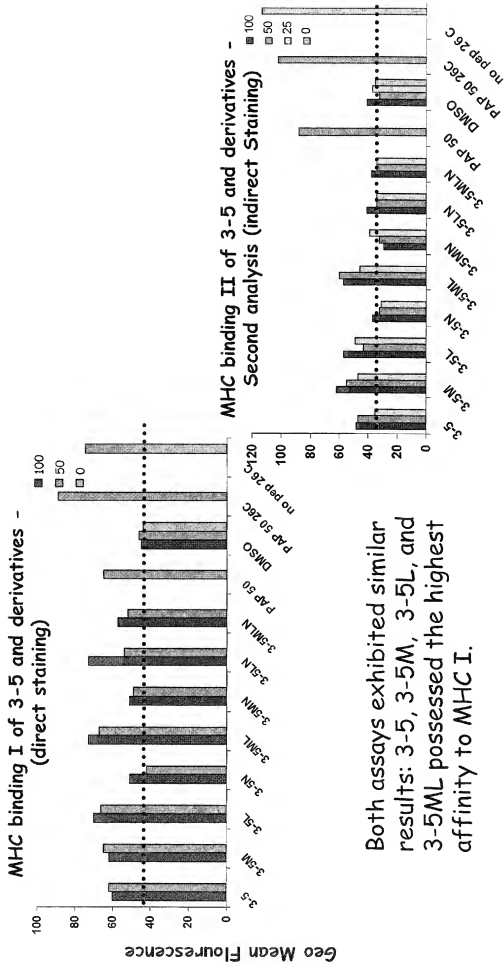 MHC binding I of 3-5 and derivatives -
(direct staining)
Geo Mean Flourescence
100
80
60
40
20
0
100
50
0
3-5
3-5M
3-5L
3-5N
3-5ML
3-5MN
3-5LN
3-5MLN
PAP 50
DMSO
PAP 50 26C
no pep 26 C
MHC binding II of 3-5 and derivatives -
Second analysis (indirect Staining)
120
100
80
60
40
20
0
100
50
25
0
3-5
3-5M
3-5L
3-5N
3-5ML
3-5MN
3-5LN
3-5MLN
PAP 50
DMSO
PAP 50 26C
no pep 26 C
Both assays exhibited similar
results: 3-5, 3-5M, 3-5L, and
3-5ML possessed the highest
affinity to MHC I.